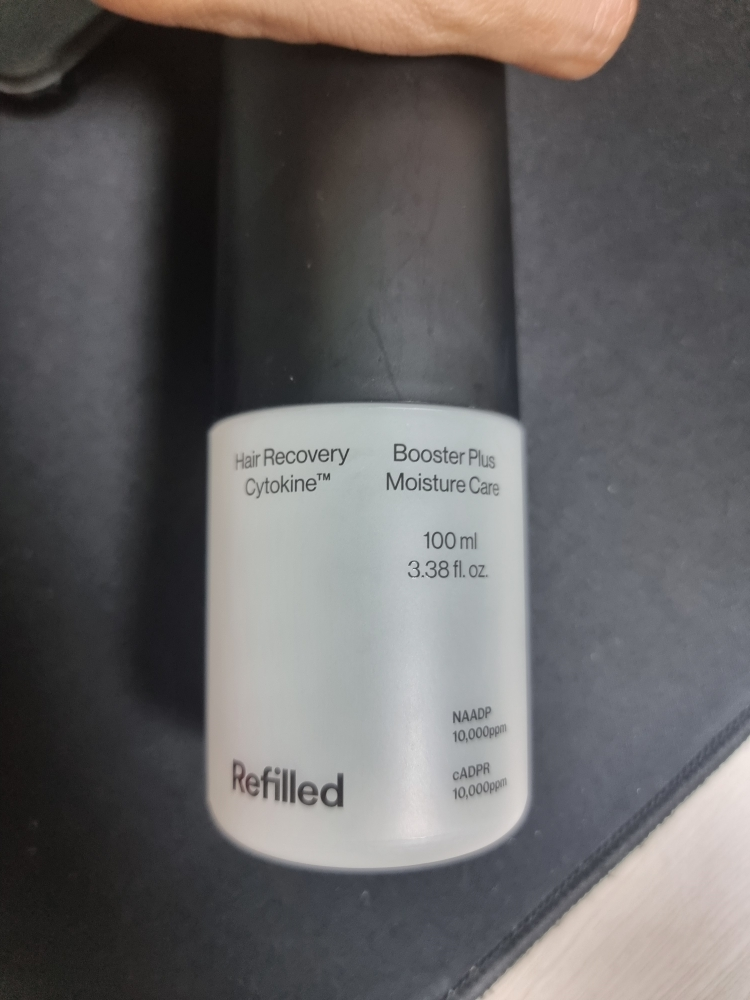 Hair Recovery
Cytokine™
Booster Plus
Moisture Care
100 ml
3.38 fl. oz.
NAADP
10,000ppm
cADPR
10,000ppm
Refilled